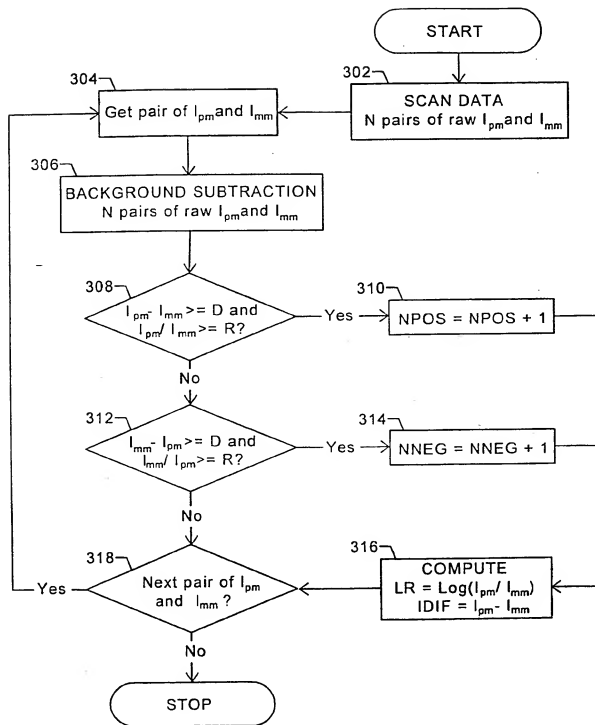 START
302
SCAN DATA
N pairs of raw Ipm and Imm
304
Get pair of Ipm and Imm
306
BACKGROUND SUBTRACTION
N pairs of raw Ipm and Imm
308
Ipm - Imm >= D and
Ipm / Imm >= R?
Yes
310
NPOS = NPOS + 1
No
312
Imm - Ipm >= D and
Imm / Ipm >= R?
Yes
314
NNEG = NNEG + 1
No
316
COMPUTE
LR = Log(Ipm / Imm)
IDIF = Ipm - Imm
318
Next pair of Ipm
and Imm ?
Yes
No
STOP